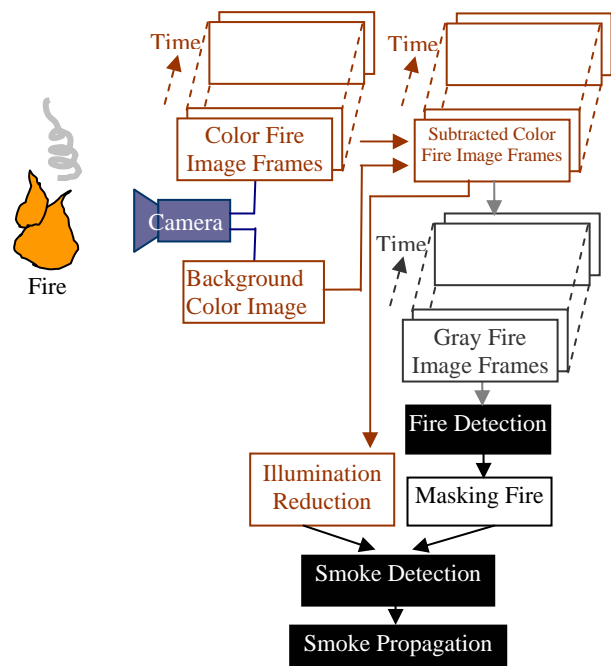 Time
Time
Color Fire
Image Frames
Subtracted Color
Fire Image Frames
Camera
Time
Fire
Background
Color Image
Gray Fire
Image Frames
Fire Detection
Illumination
Reduction
Masking Fire
Smoke Detection
Smoke Propagation